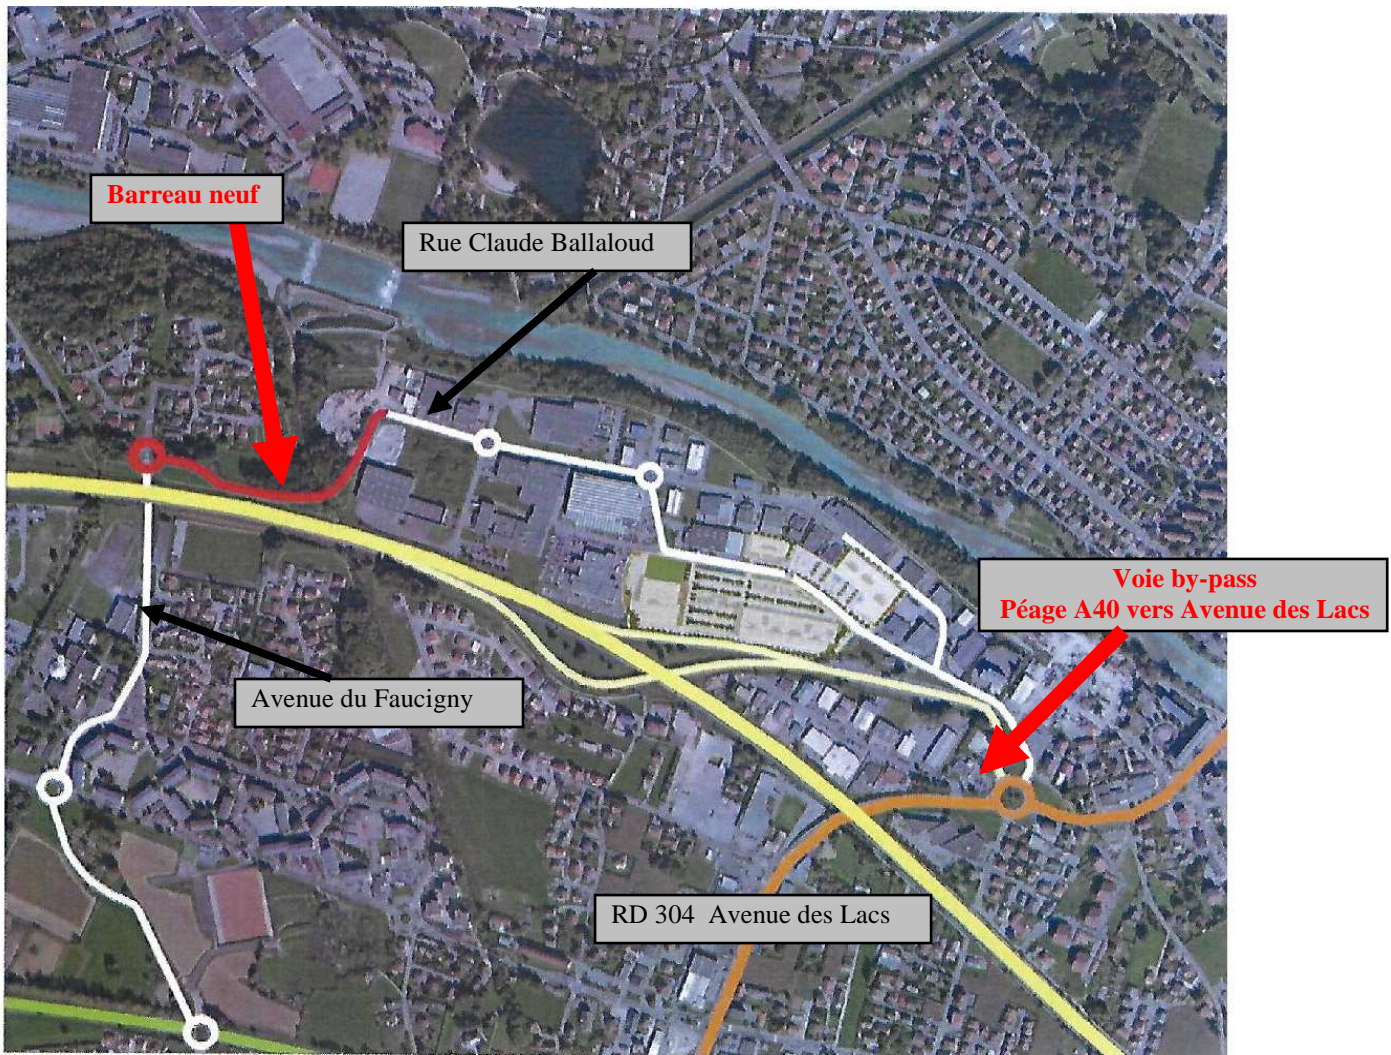 Barreau neuf
Rue Claude Ballaloud
Voie by-pass
Péage A40 vers Avenue des Lacs
Avenue du Faucigny
RD 304 Avenue des Lacs